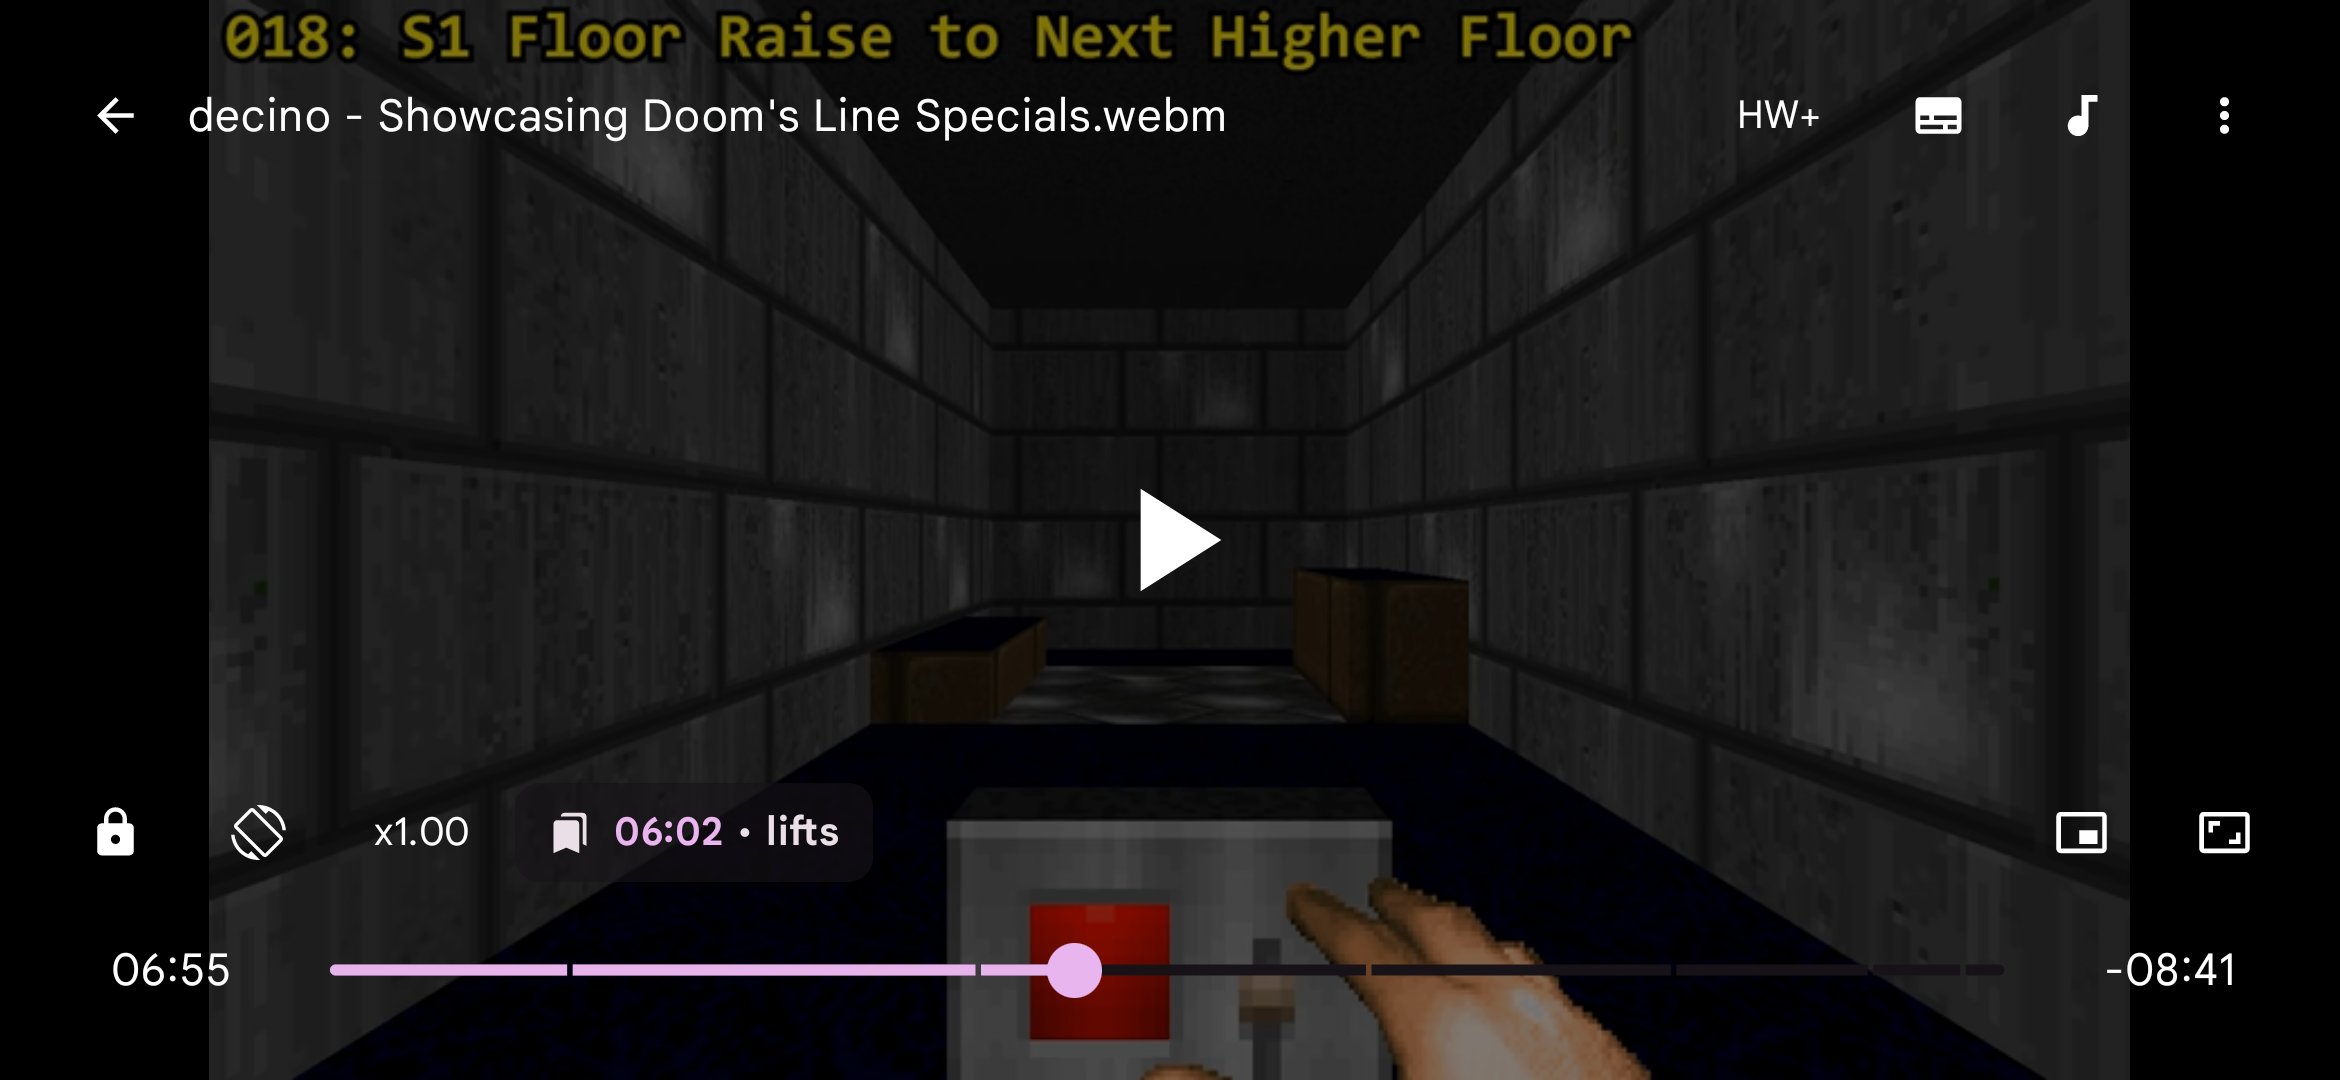 018: S1 Floor Raise to Next Higher Floor
decino - Showcasing Doom's Line Specials.webm
HW+
x1.00
06:02 • lifts
06:55
-08:41